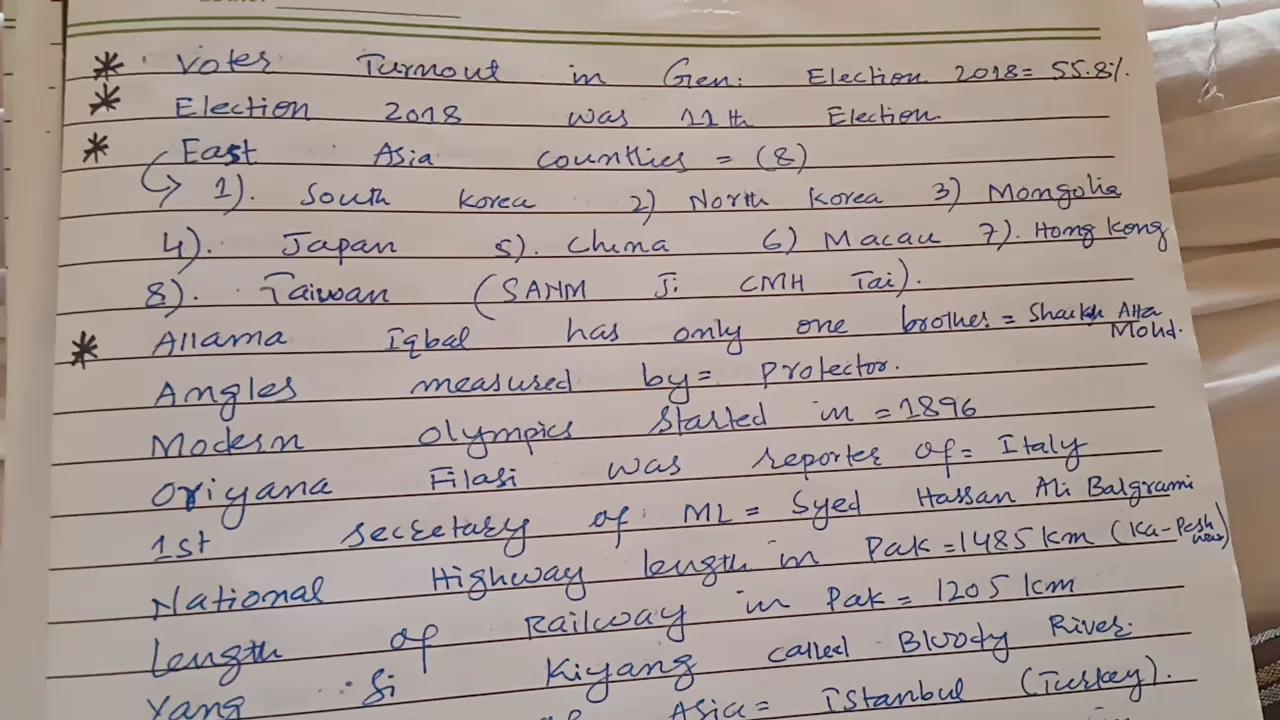 * Voter Turnout in Gen: Election 2018 = 55.8%.
* Election 2018 was 11th Election
* East Asia countries = (8)
1). South Korea 2) North Korea 3) Mongolia
4). Japan 5). China 6) Macau 7). Hong Kong
8). Taiwan (SANM Ji CMH Tai).
* Allama Iqbal has only one brother = Shaikh Atta Mohd.
Angles measured by = Protector.
Modern Olympics started in = 1896
Oriyana Filasi was reporter of = Italy
1st secretary of ML = Syed Hassan Ali Balgrami
National Highway length in Pak = 1485 km (Ka-Peshwar)
Length of Railway in Pak = 1205 km
Yang Si Kiyang called Bloody River.
Asia = iStanbul (Turkey).